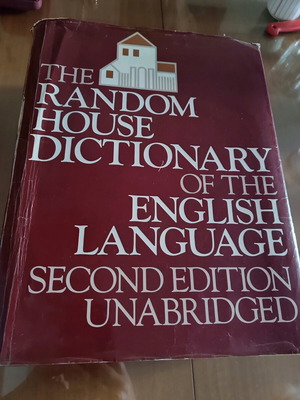 THE
RANDOM
HOUSE
DICTIONARY
OF THE
ENGLISH
LANGUAGE
SECOND EDITION
UNABRIDGED